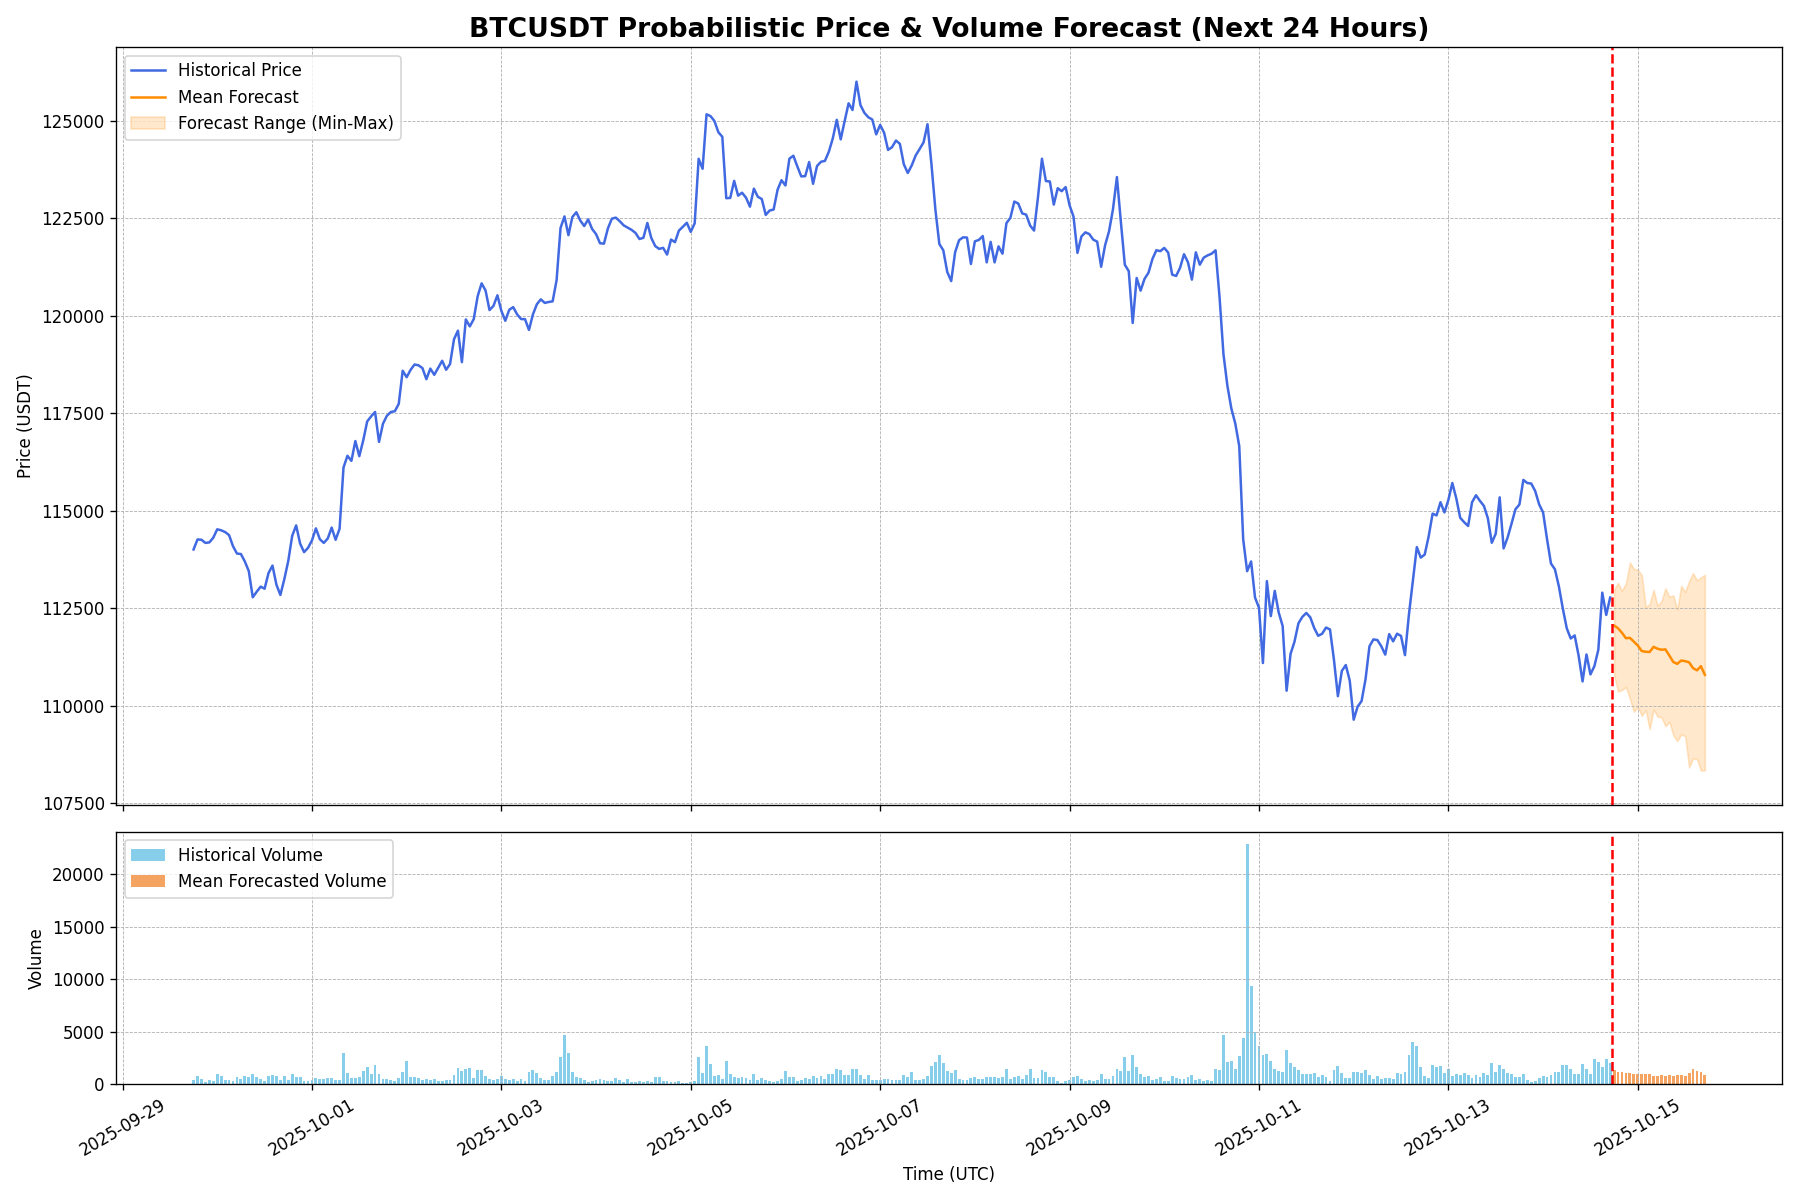 BTCUSDT Probabilistic Price & Volume Forecast (Next 24 Hours)
Historical Price
Mean Forecast
Forecast Range (Min-Max)
125000
122500
120000
117500
115000
112500
110000
107500
Price (USDT)
Historical Volume
Mean Forecasted Volume
20000
15000
10000
5000
0
Volume
2025-09-29
2025-10-01
2025-10-03
2025-10-05
2025-10-07
2025-10-09
2025-10-11
2025-10-13
2025-10-15
Time (UTC)